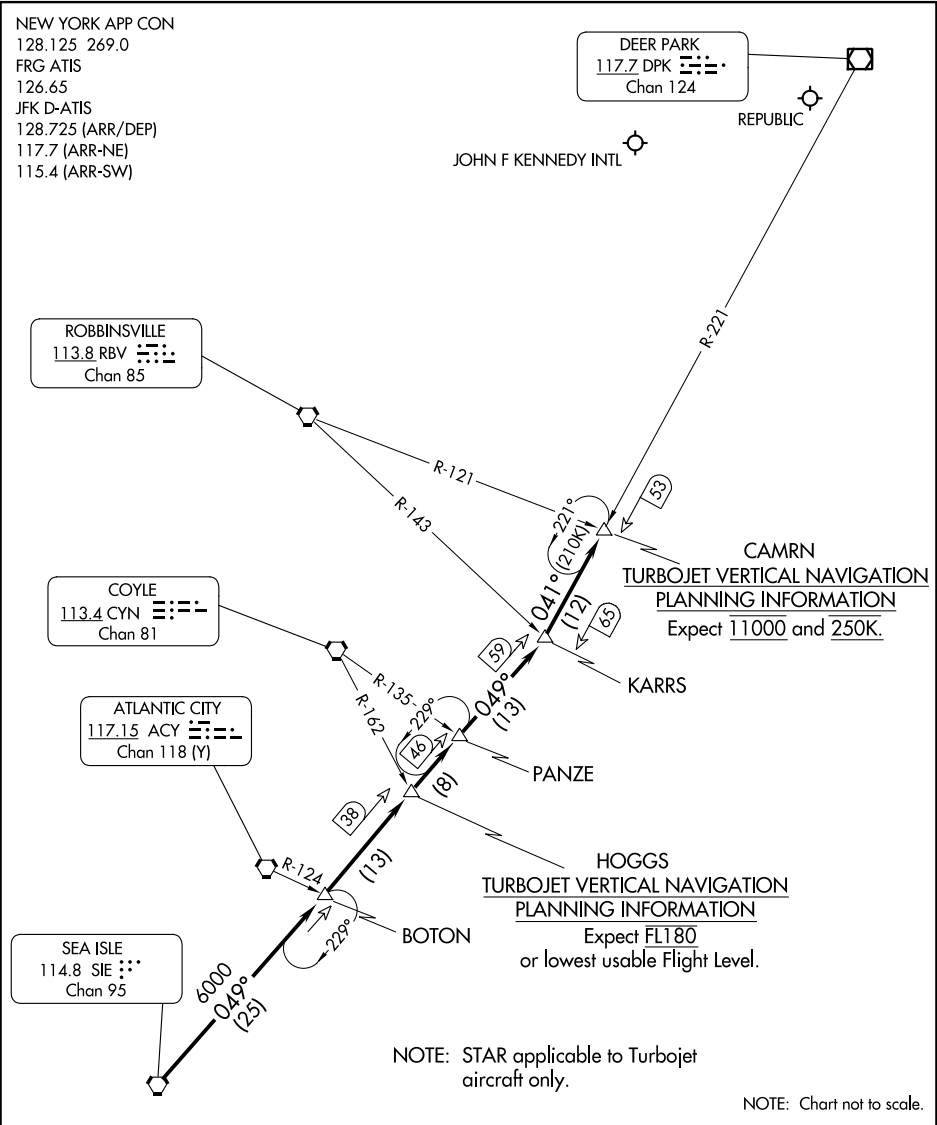 NEW YORK APP CON
128.125 269.0
FRG ATIS
126.65
JFK D-ATIS
128.725 (ARR/DEP)
117.7 (ARR-NE)
115.4 (ARR-SW)
DEER PARK
117.7 DPK
Chan 124
REPUBLIC
JOHN F KENNEDY INTL
R-221
ROBBINSVILLE
113.8 RBV
Chan 85
R-121
R-143
53
221°
(210K)
CAMRN
TURBOJET VERTICAL NAVIGATION
PLANNING INFORMATION
Expect 11000 and 250K.
041°
(12)
65
COYLE
113.4 CYN
Chan 81
59
KARRS
R-135
R-162
049°
(13)
229°
ATLANTIC CITY
117.15 ACY
Chan 118 (Y)
46
PANZE
(8)
38
(13)
HOGGS
TURBOJET VERTICAL NAVIGATION
PLANNING INFORMATION
Expect FL180
or lowest usable Flight Level.
R-124
BOTON
229°
SEA ISLE
114.8 SIE
Chan 95
6000
049°
(25)
NOTE: STAR applicable to Turbojet
aircraft only.
NOTE: Chart not to scale.